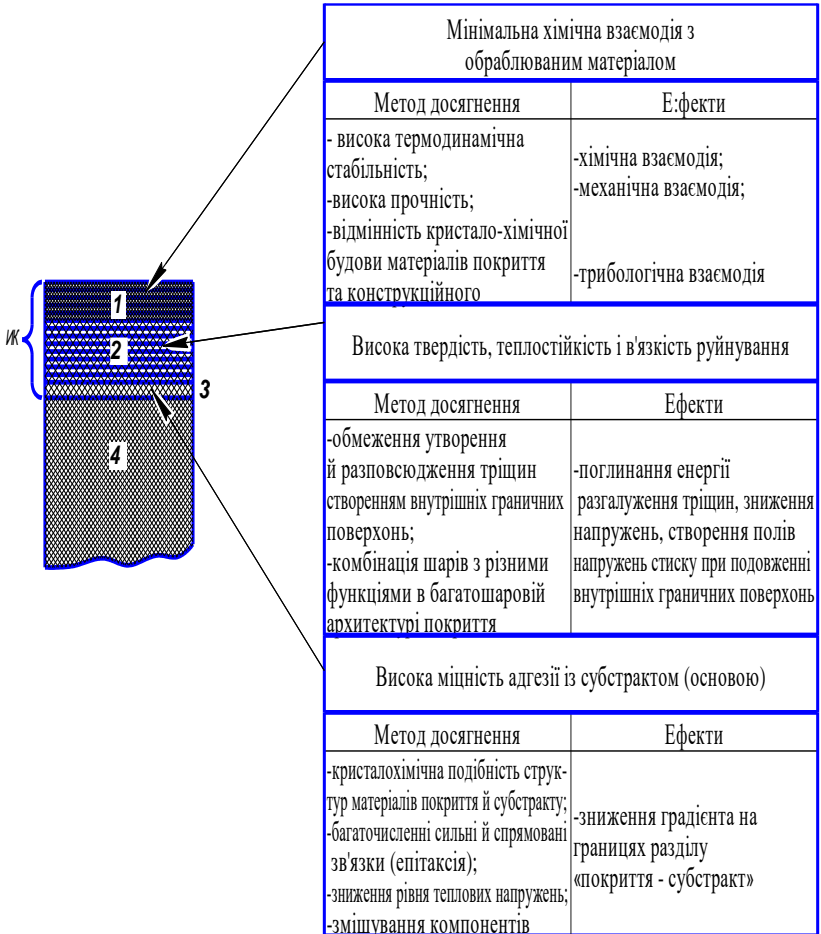 Мінімальна хімічна взаємодія з
обраблюваним матеріалом
Метод досягнення
Е:фекти
- висока термодинамічна
стабільність;
-висока прочність;
-відмінність кристало-хімічної
будови матеріалів покриття
та конструкційного
-хімічна взаємодія;
-механічна взаємодія;
-трибологічна взаємодія
1
2
3
4
Висока твердість, теплостійкість і в'язкість руйнування
Метод досягнення
Ефекти
-обмеження утворення
й разповсюдження тріщин
створенням внутрішніх граничних
поверхонь;
-комбінація шарів з різними
функціями в багатошаровій
архитектурі покриття
-поглинання енергії
разгалуження тріщин, зниження
напружень, створення полів
напружень стиску при подовженні
внутрішніх граничних поверхонь
Висока міцність адгезії із субстрактом (основою)
Метод досягнення
Ефекти
-кристалохімічна подібність струк-
тур матеріалів покриття й субстракту;
-багаточисленні сильні й спрямовані
зв'язки (епітаксія);
-зниження рівня теплових напружень;
-змішування компонентів
-зниження градієнта на
границях разділу
«покриття - субстракт»